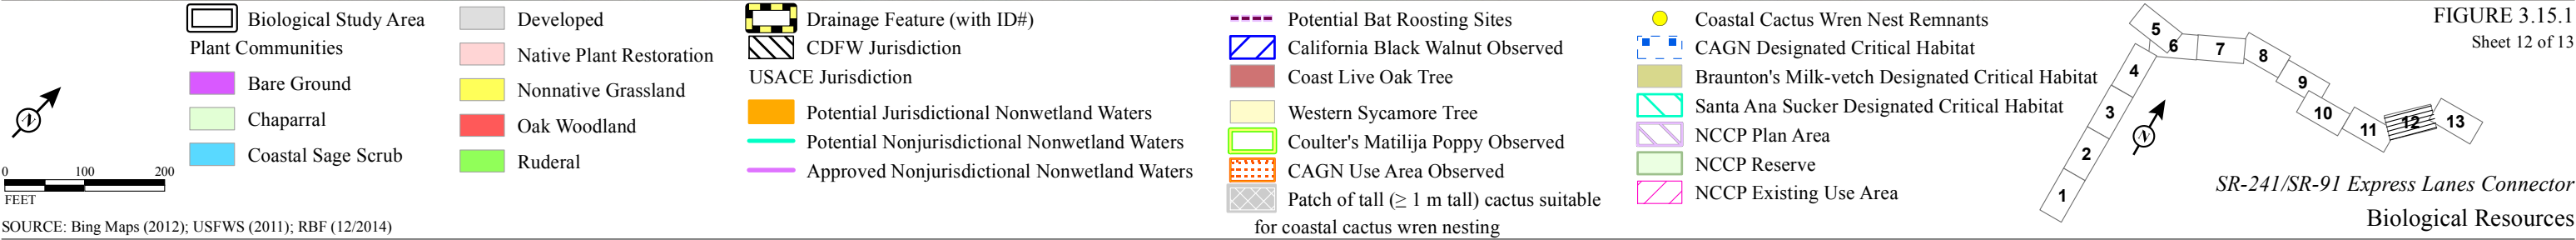 N
0 100 200
FEET
SOURCE: Bing Maps (2012); USFWS (2011); RBF (12/2014)
Biological Study Area
Plant Communities
Bare Ground
Chaparral
Coastal Sage Scrub
Developed
Native Plant Restoration
Nonnative Grassland
Oak Woodland
Ruderal
Drainage Feature (with ID#)
CDFW Jurisdiction
USACE Jurisdiction
Potential Jurisdictional Nonwetland Waters
Potential Nonjurisdictional Nonwetland Waters
Approved Nonjurisdictional Nonwetland Waters
Potential Bat Roosting Sites
California Black Walnut Observed
Coast Live Oak Tree
Western Sycamore Tree
Coulter's Matilija Poppy Observed
CAGN Use Area Observed
Patch of tall (≥ 1 m tall) cactus suitable
for coastal cactus wren nesting
Coastal Cactus Wren Nest Remnants
CAGN Designated Critical Habitat
Braunton's Milk-vetch Designated Critical Habitat
Santa Ana Sucker Designated Critical Habitat
NCCP Plan Area
NCCP Reserve
NCCP Existing Use Area
1
2
3
4
5
6
7
8
9
10
11
12
13
N
FIGURE 3.15.1
Sheet 12 of 13
SR-241/SR-91 Express Lanes Connector
Biological Resources